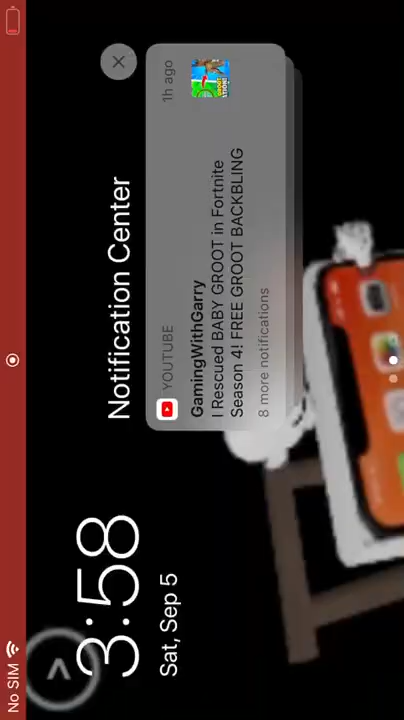 No SIM
3:58
Sat, Sep 5
Notification Center
YOUTUBE
1h ago
GamingWithGarry
I Rescued BABY GROOT in Fortnite
Season 4! FREE GROOT BACKBLING
8 more notifications